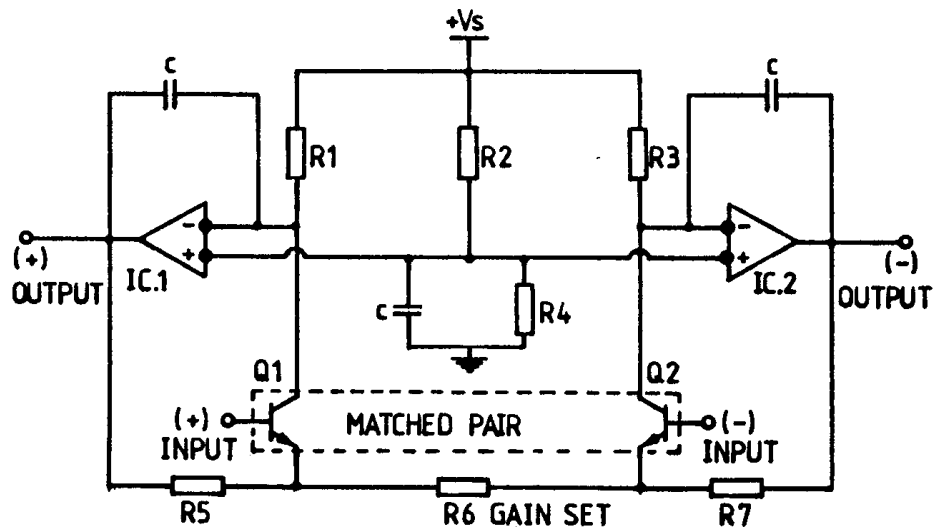 +Vs
c
c
R1
R2
R3
-
-
+
+
(+)
OUTPUT
IC.1
IC.2
(-)
OUTPUT
c
R4
Q1
Q2
(+)
INPUT
MATCHED PAIR
(-)
INPUT
R5
R6 GAIN SET
R7